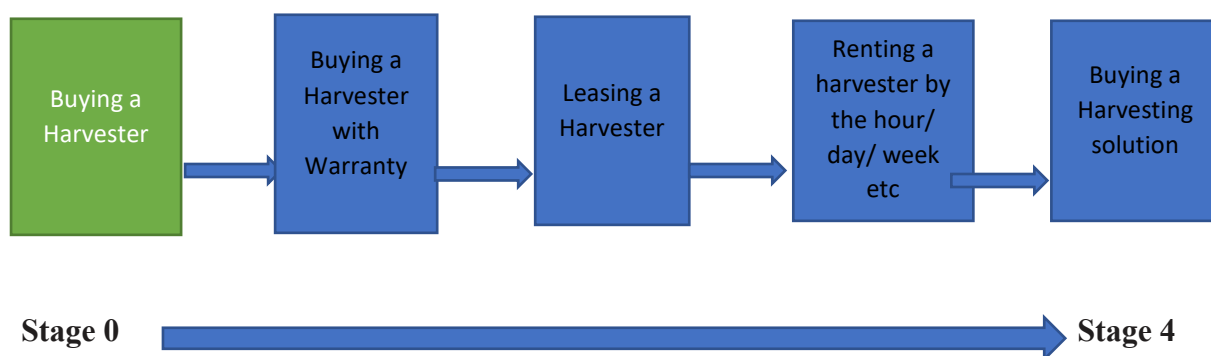 Buying a
Harvester
Buying a
Harvester
with
Warranty
Leasing a
Harvester
Renting a
harvester by
the hour/
day/ week
etc
Buying a
Harvesting
solution
Stage 0
Stage 4